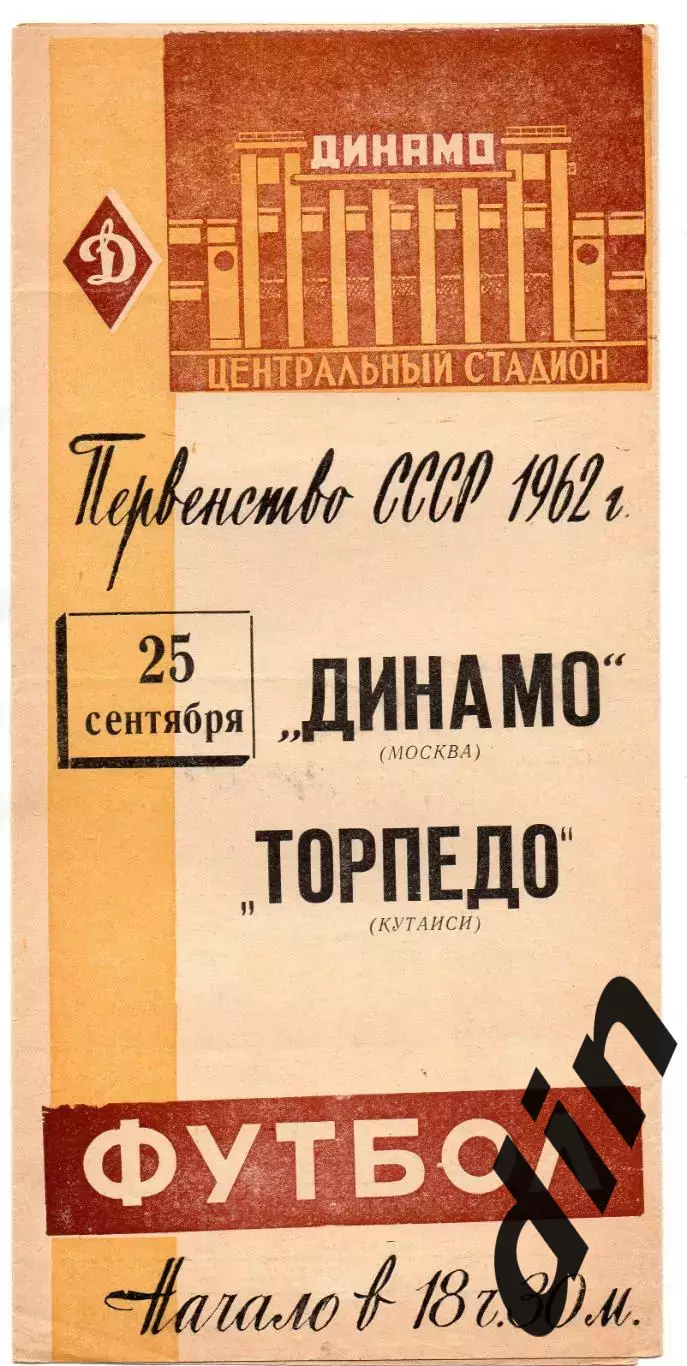 ДИНАМО
Д
ЦЕНТРАЛЬНЫЙ СТАДИОН
Первенство СССР 1962 г.
25
сентября
„ДИНАМО“
(МОСКВА)
„ТОРПЕДО“
(КУТАИСИ)
ФУТБОЛ
din
Начало в 18 ч. 30 м.